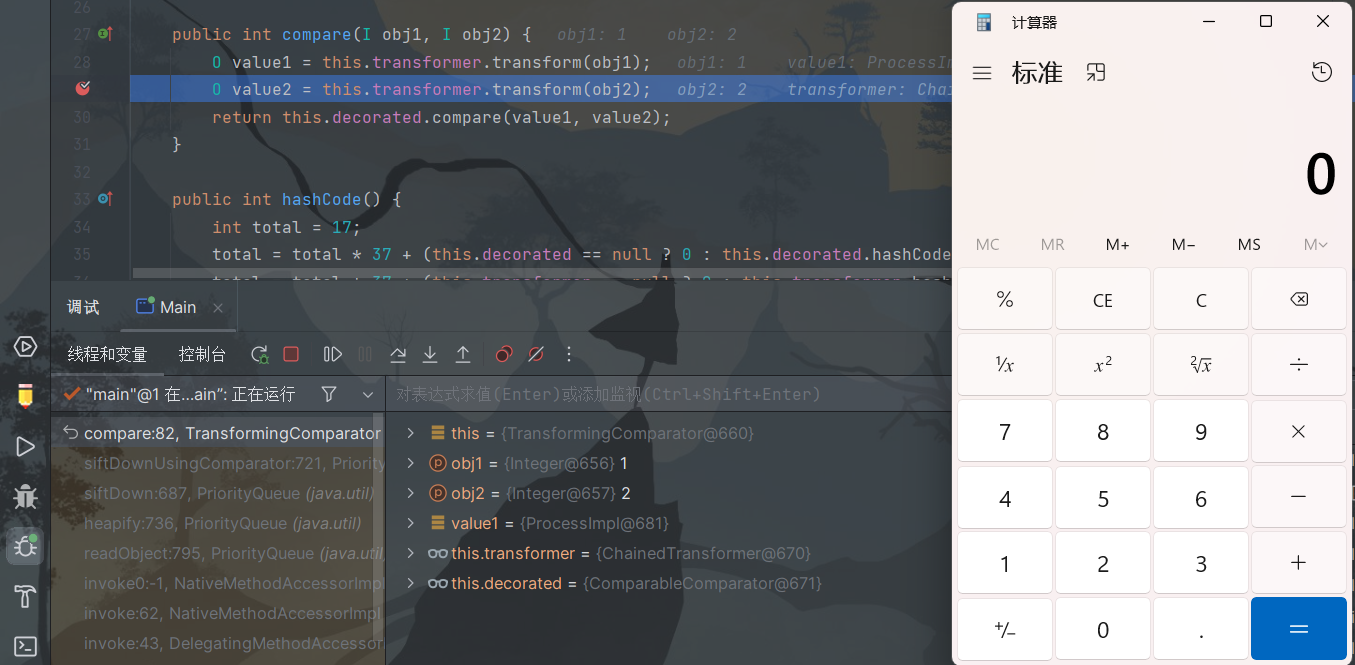 26
27 public int compare(I obj1, I obj2) { obj1: 1 obj2: 2
28 O value1 = this.transformer.transform(obj1); obj1: 1 value1: ProcessIm
O value2 = this.transformer.transform(obj2); obj2: 2 transformer: Chai
30 return this.decorated.compare(value1, value2);
31 }
32
33 public int hashCode() {
34 int total = 17;
35 total = total * 37 + (this.decorated == null ? 0 : this.decorated.hashCode
调试 Main
线程和变量 控制台
"main"@1 在...ain”: 正在运行
对表达式求值(Enter)或添加监视(Ctrl+Shift+Enter)
compare:82, TransformingComparator
siftDownUsingComparator:721, Priority
siftDown:687, PriorityQueue (java.util)
heapify:736, PriorityQueue (java.util)
readObject:795, PriorityQueue (java.util
invoke0:-1, NativeMethodAccessorImpl
invoke:62, NativeMethodAccessorImpl
invoke:43, DelegatingMethodAccessorI
this = {TransformingComparator@660}
obj1 = {Integer@656} 1
obj2 = {Integer@657} 2
value1 = {ProcessImpl@681}
this.transformer = {ChainedTransformer@670}
this.decorated = {ComparableComparator@671}
计算器
标准
0
MC MR M+ M− MS M
% CE C
¹/x x² ²√x ÷
7 8 9 ×
4 5 6 −
1 2 3 +
+/− 0 . =